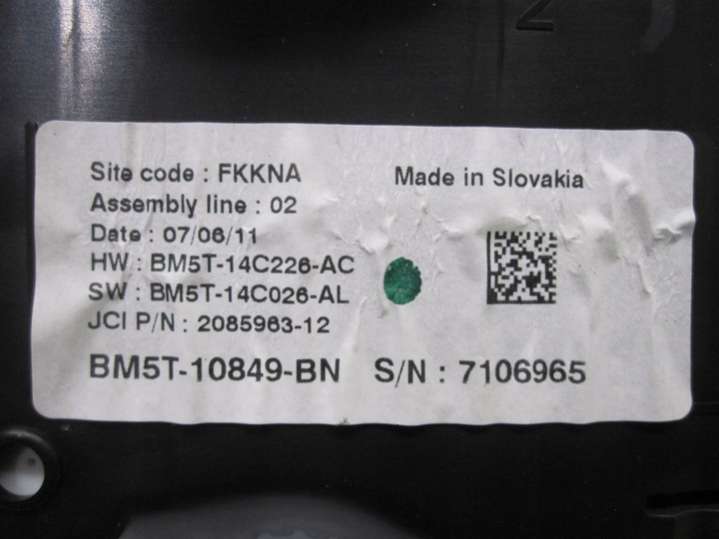 Site code : FKKNA
Made in Slovakia
Assembly line : 02
Date : 07/06/11
HW : BM5T-14C226-AC
SW : BM5T-14C026-AL
JCI P/N : 2085963-12
BM5T-10849-BN S/N : 7106965